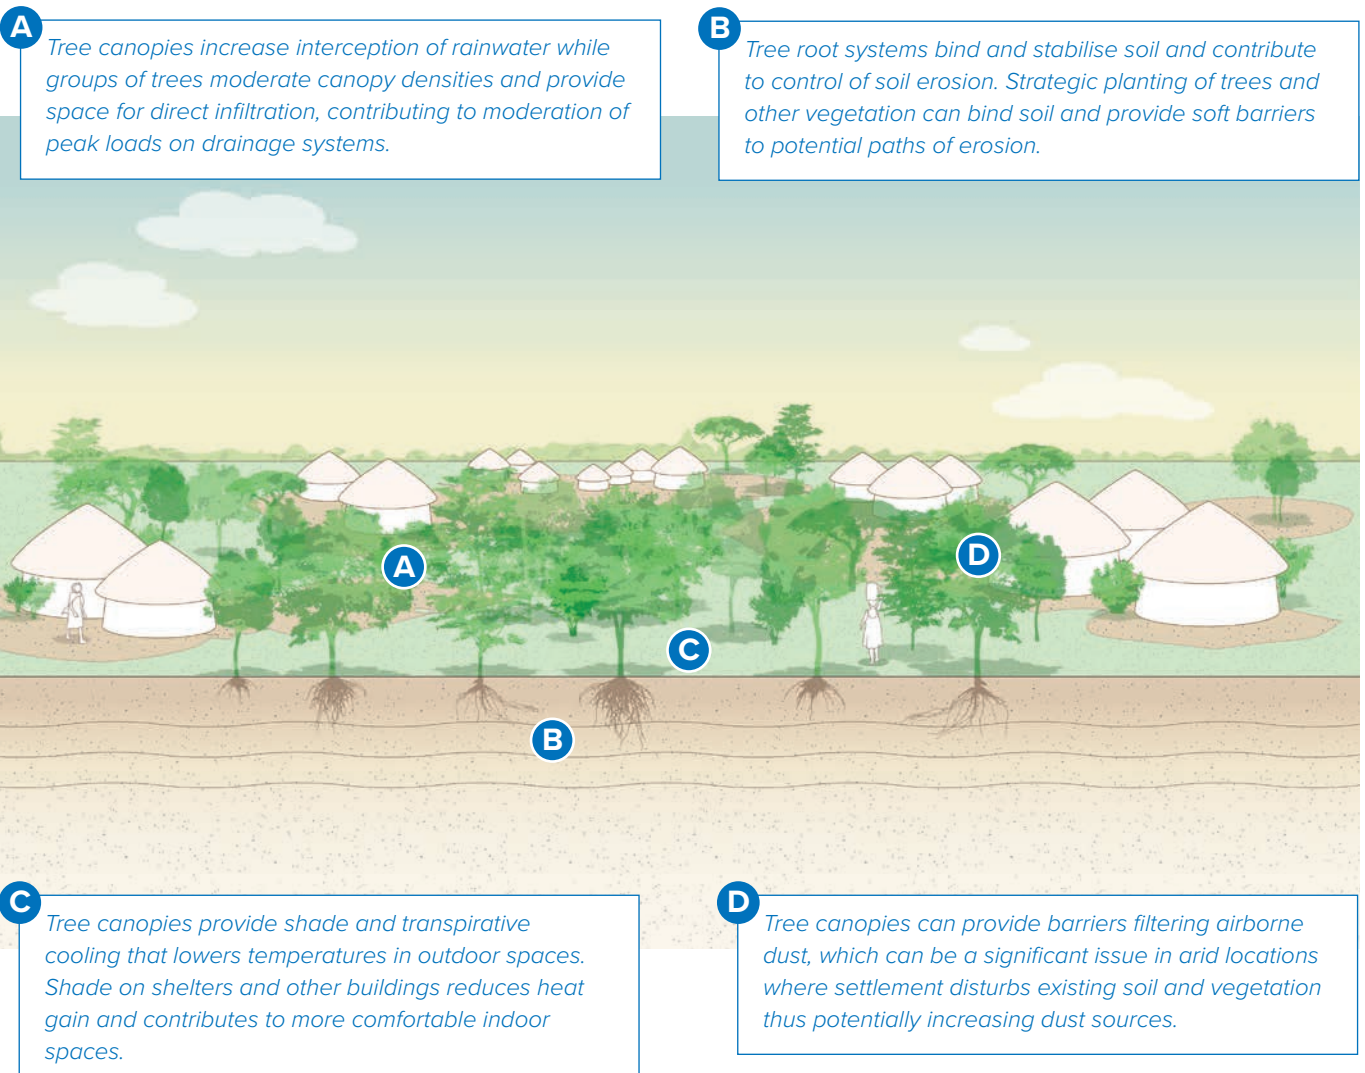 A
Tree canopies increase interception of rainwater while
groups of trees moderate canopy densities and provide
space for direct infiltration, contributing to moderation of
peak loads on drainage systems.
B
Tree root systems bind and stabilise soil and contribute
to control of soil erosion. Strategic planting of trees and
other vegetation can bind soil and provide soft barriers
to potential paths of erosion.
A
D
C
B
C
Tree canopies provide shade and transpirative
cooling that lowers temperatures in outdoor spaces.
Shade on shelters and other buildings reduces heat
gain and contributes to more comfortable indoor
spaces.
D
Tree canopies can provide barriers filtering airborne
dust, which can be a significant issue in arid locations
where settlement disturbs existing soil and vegetation
thus potentially increasing dust sources.